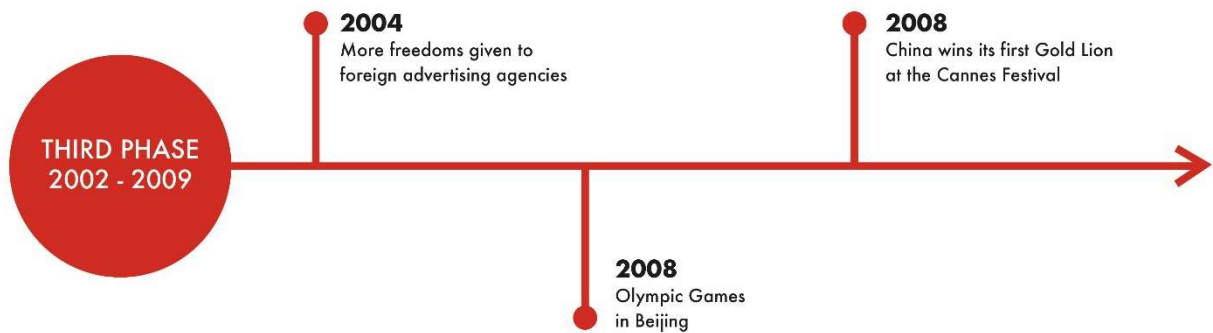 THIRD PHASE
2002 - 2009
2004
More freedoms given to
foreign advertising agencies
2008
Olympic Games
in Beijing
2008
China wins its first Gold Lion
at the Cannes Festival